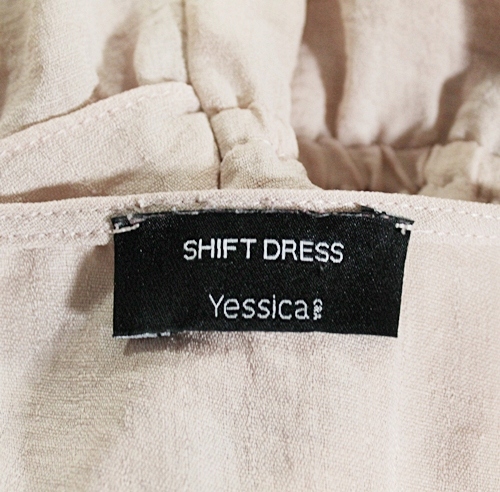 SHIFT DRESS
Yessica C&A